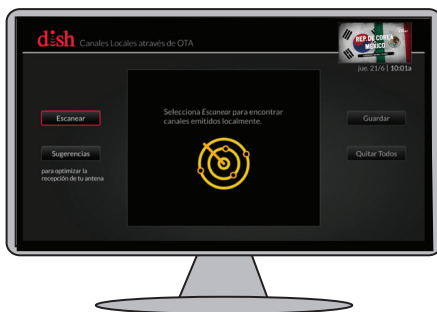 dish Canales Locales através de OTA
REP. DE COREA
MÉXICO
jue. 21/6 | 10:01a
Escanear
Selecciona Escanear para encontrar
canales emitidos localmente.
Guardar
Sugerencias
Quitar Todos
para optimizar la
recepción de tu antena